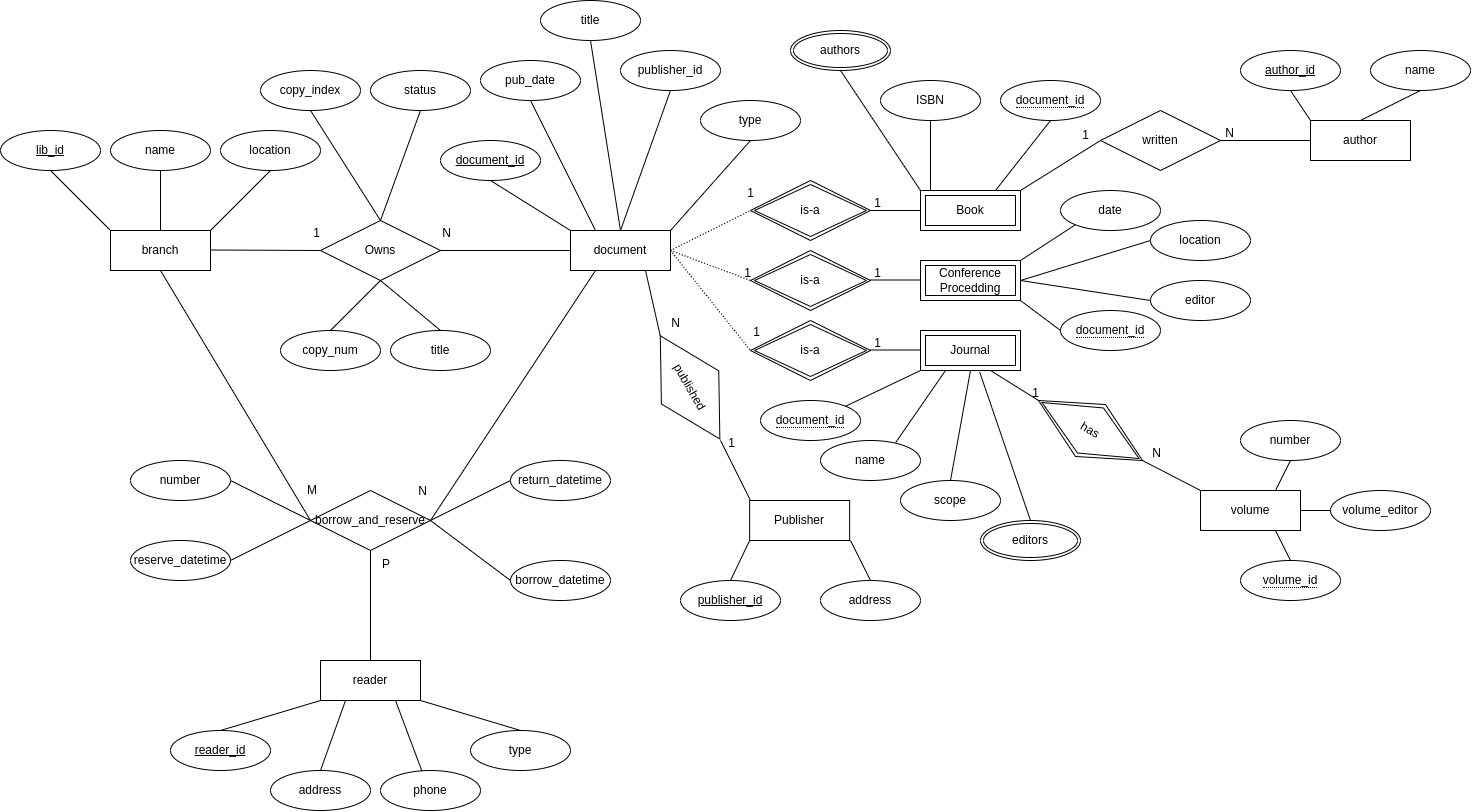 title
authors
publisher_id
author_id
name
pub_date
copy_index
status
ISBN
document_id
type
1
N
written
author
lib_id
name
location
document_id
1
is-a
1
Book
date
1
N
branch
Owns
document
location
1
is-a
1
Conference
Procedding
editor
N
1
is-a
1
Journal
document_id
copy_num
title
published
1
document_id
has
1
N
number
name
number
M
N
return_datetime
scope
volume
volume_editor
borrow_and_reserve
Publisher
editors
reserve_datetime
P
borrow_datetime
volume_id
publisher_id
address
reader
reader_id
type
address
phone